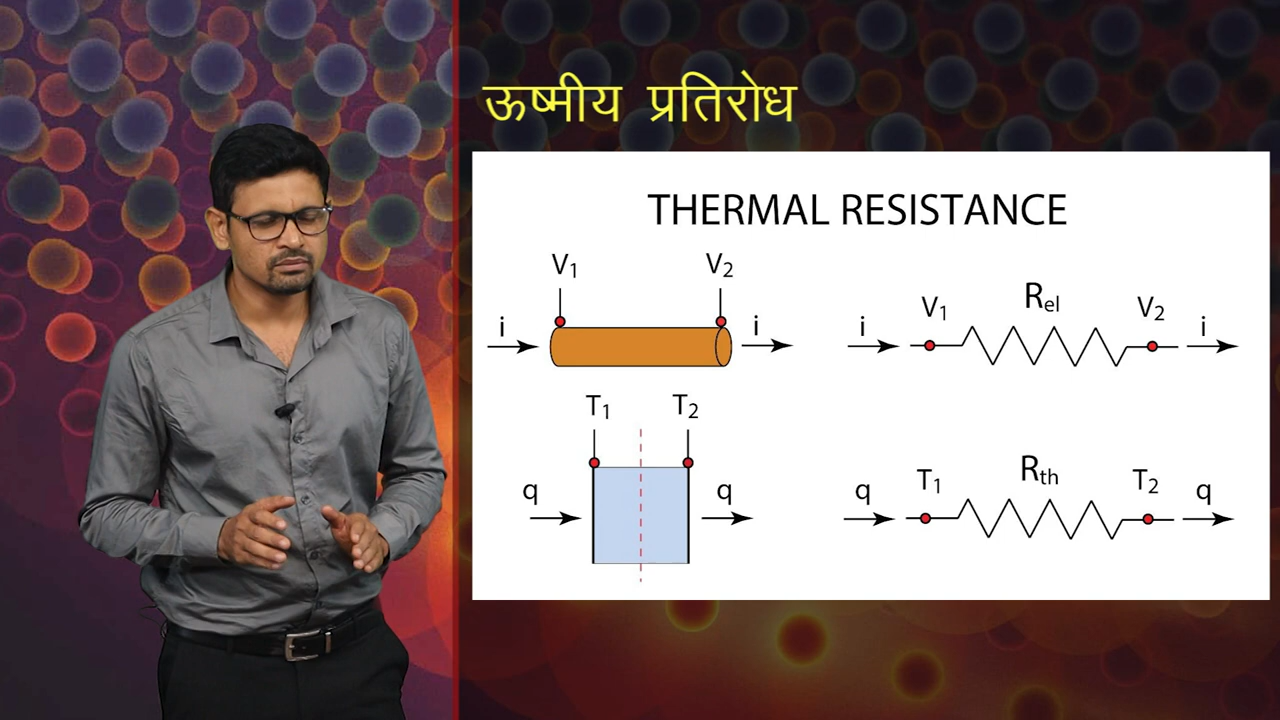 ऊष्मीय प्रतिरोध
THERMAL RESISTANCE
V1 V2
i i
V1 Rel V2
i i
T1 T2
q q
T1 Rth T2
q q